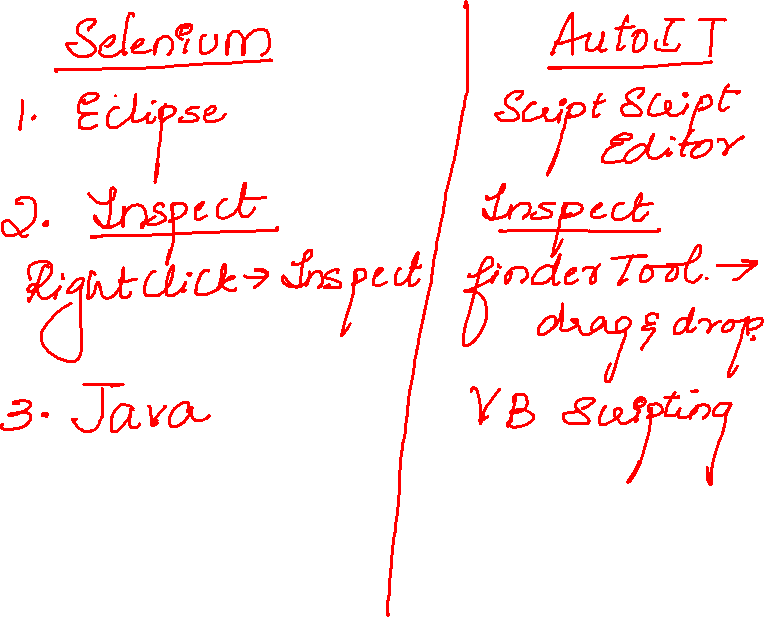 Selenium
AutoIT
1. Eclipse
Script Script
Editor
2. Inspect
Inspect
Right click → Inspect
finder Tool. →
drag & drop.
3. Java
VB Scripting